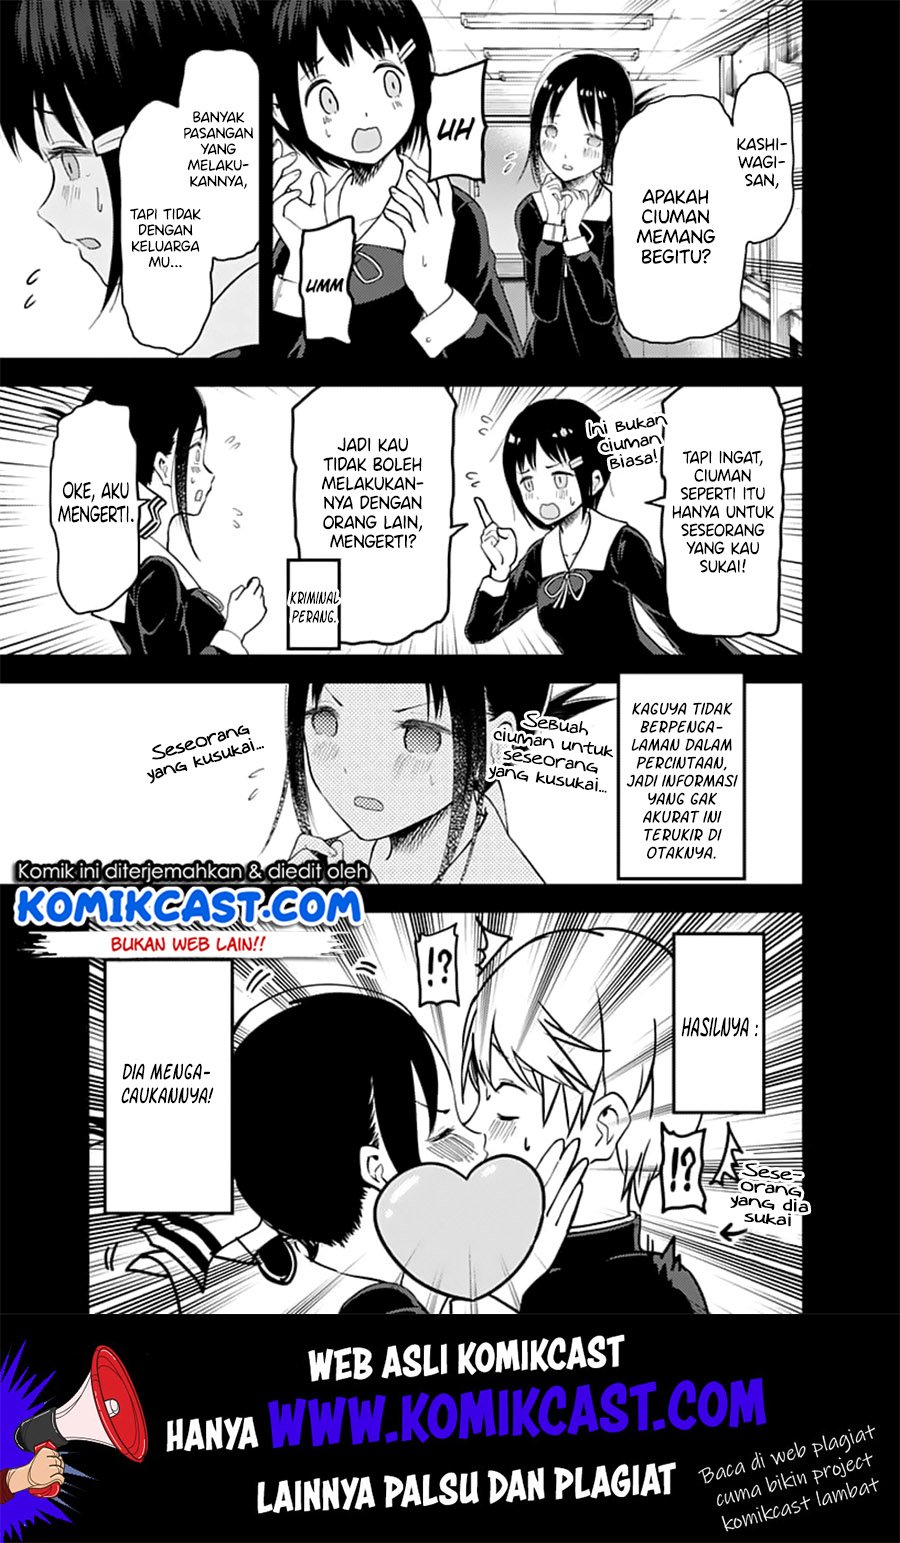 KASHI-
WAGI-
SAN,
APAKAH
CIUMAN
MEMANG
BEGITU?
UH
UMM
BANYAK
PASANGAN
YANG
MELAKU-
KANNYA,
TAPI TIDAK
DENGAN
KELUARGA
MU...
TAPI INGAT,
CIUMAN
SEPERTI ITU
HANYA UNTUK
SESEORANG
YANG KAU
SUKAI!
INI BUKAN
CIUMAN
BIASA!
JADI KAU
TIDAK BOLEH
MELAKUKAN-
NYA DENGAN
ORANG LAIN,
MENGERTI?
KRIMINAL
PERANG.
OKE, AKU
MENGERTI.
KAGUYA TIDAK
BERPENGA-
LAMAN DALAM
PERCINTAAN,
JADI INFORMASI
YANG GAK
AKURAT INI
TERUKIR DI
OTAKNYA.
SEBUAH
CIUMAN UNTUK
SESEORANG
YANG KUSUKAI...
SESEORANG
YANG KUSUKAI...
Komik ini diterjemahkan & diedit oleh
KOMIKCAST.COM
BUKAN WEB LAIN!!
HASILNYA :
!?
!?
SESE-
ORANG
YANG DIA
SUKAI
DIA MENGA-
CAUKANNYA!
WEB ASLI KOMIKCAST
HANYA WWW.KOMIKCAST.COM
LAINNYA PALSU DAN PLAGIAT
Baca di web plagiat
cuma bikin project
komikcast lambat